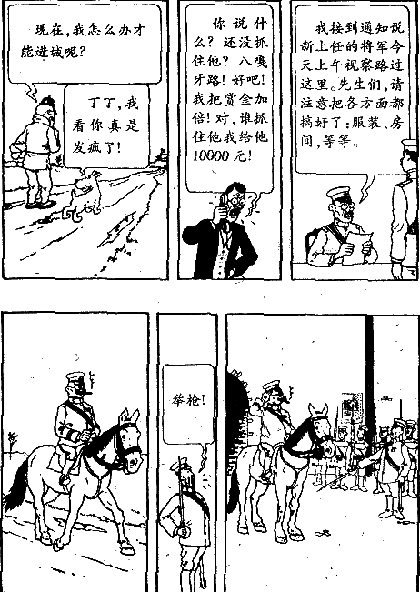 现在,我怎么办才
能进城呢?
丁丁,我
看你真是
发疯了!
你说什
么?还没抓
住他?八嘎
牙路!好吧!
我把赏金加
倍!对,谁抓
住他我给他
10000元!
我接到通知说
新上任的将军今
天上午视察路过
这里。先生们,请
注意把各方面都
搞好了:服装、房
间,等等。
举枪!